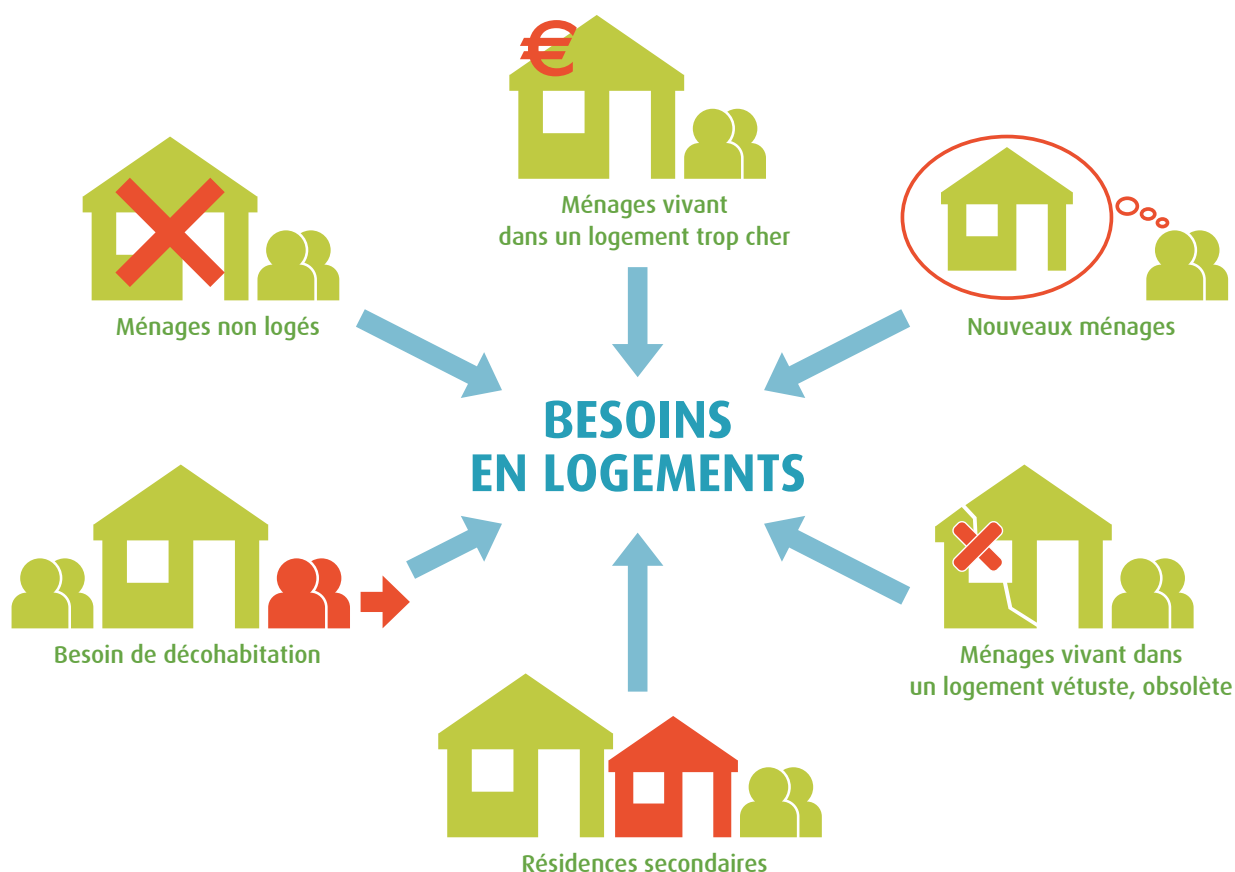 €
Ménages vivant
dans un logement trop cher
Ménages non logés
Nouveaux ménages
BESOINS
EN LOGEMENTS
Besoin de décohabitation
Ménages vivant dans
un logement vétuste, obsolète
Résidences secondaires